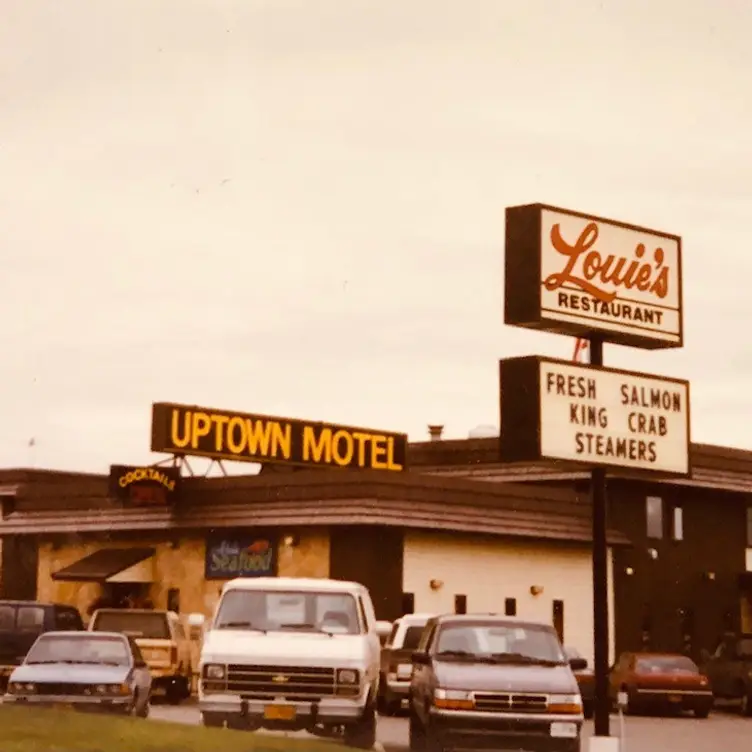 Louie's
RESTAURANT
FRESH SALMON
KING CRAB
STEAMERS
UPTOWN MOTEL
COCKTAILS
Seafood